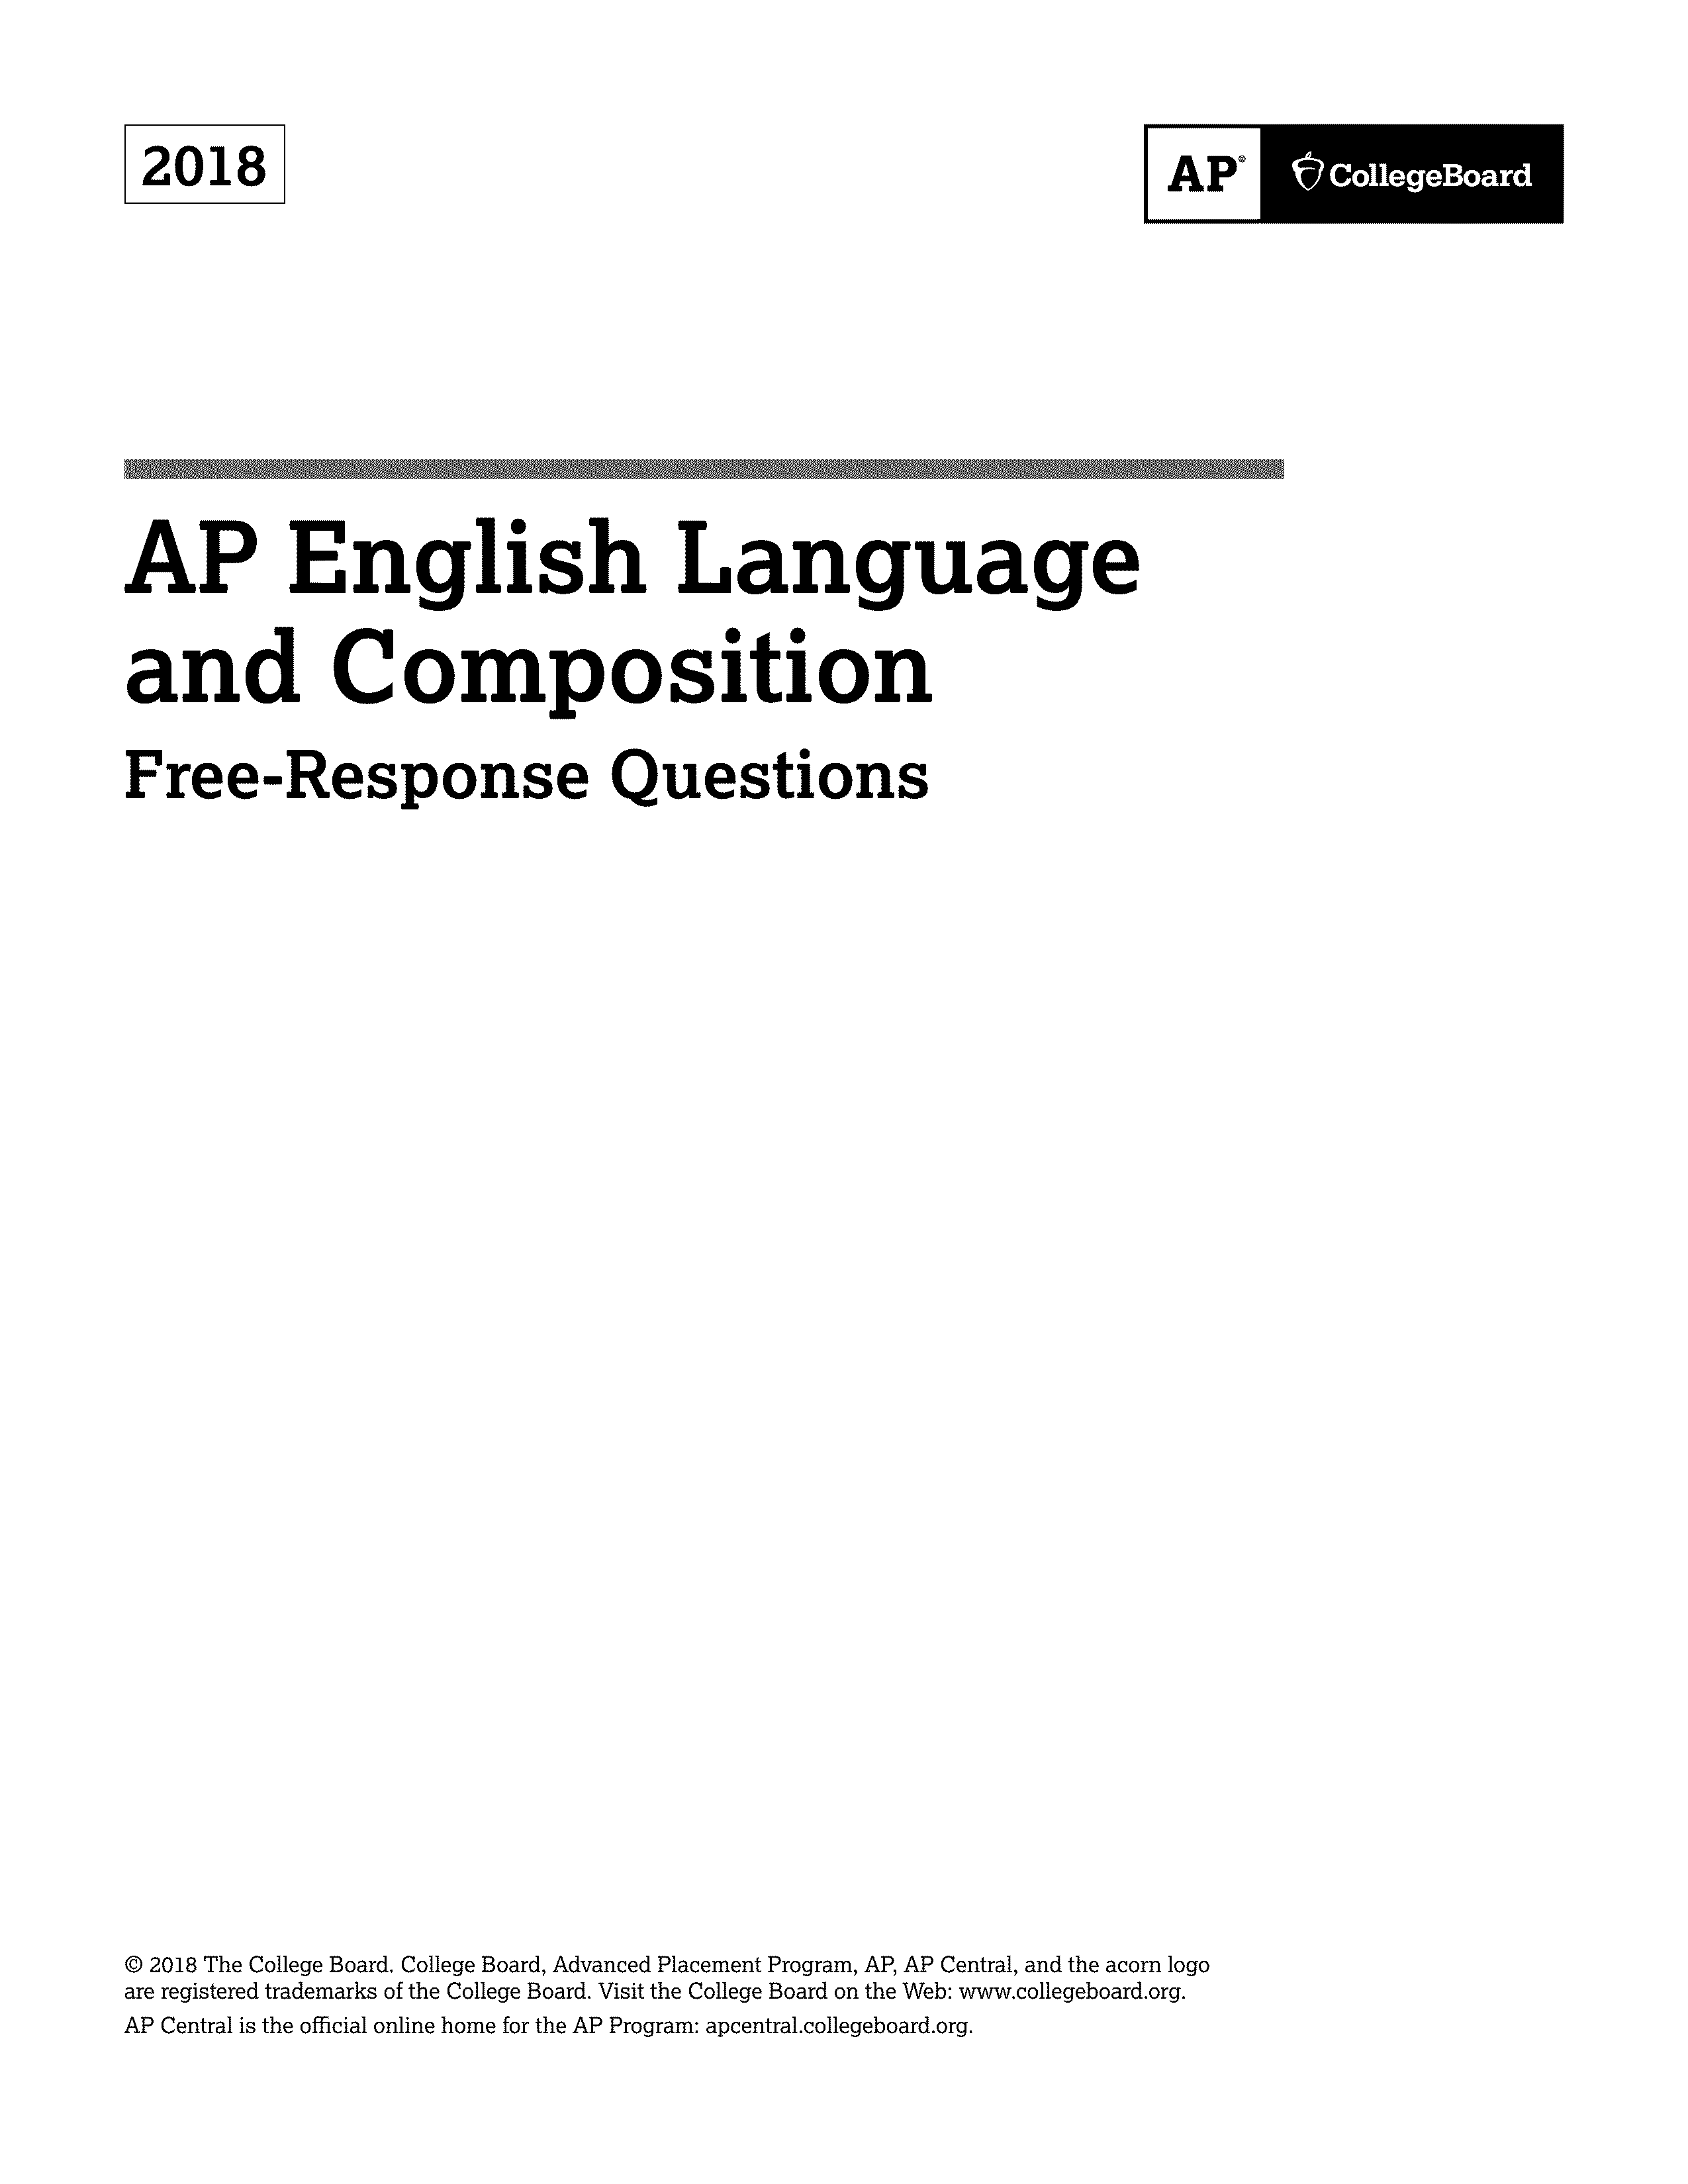 2018
AP® CollegeBoard
AP English Language
and Composition
Free-Response Questions
© 2018 The College Board. College Board, Advanced Placement Program, AP, AP Central, and the acorn logo
are registered trademarks of the College Board. Visit the College Board on the Web: www.collegeboard.org.
AP Central is the official online home for the AP Program: apcentral.collegeboard.org.